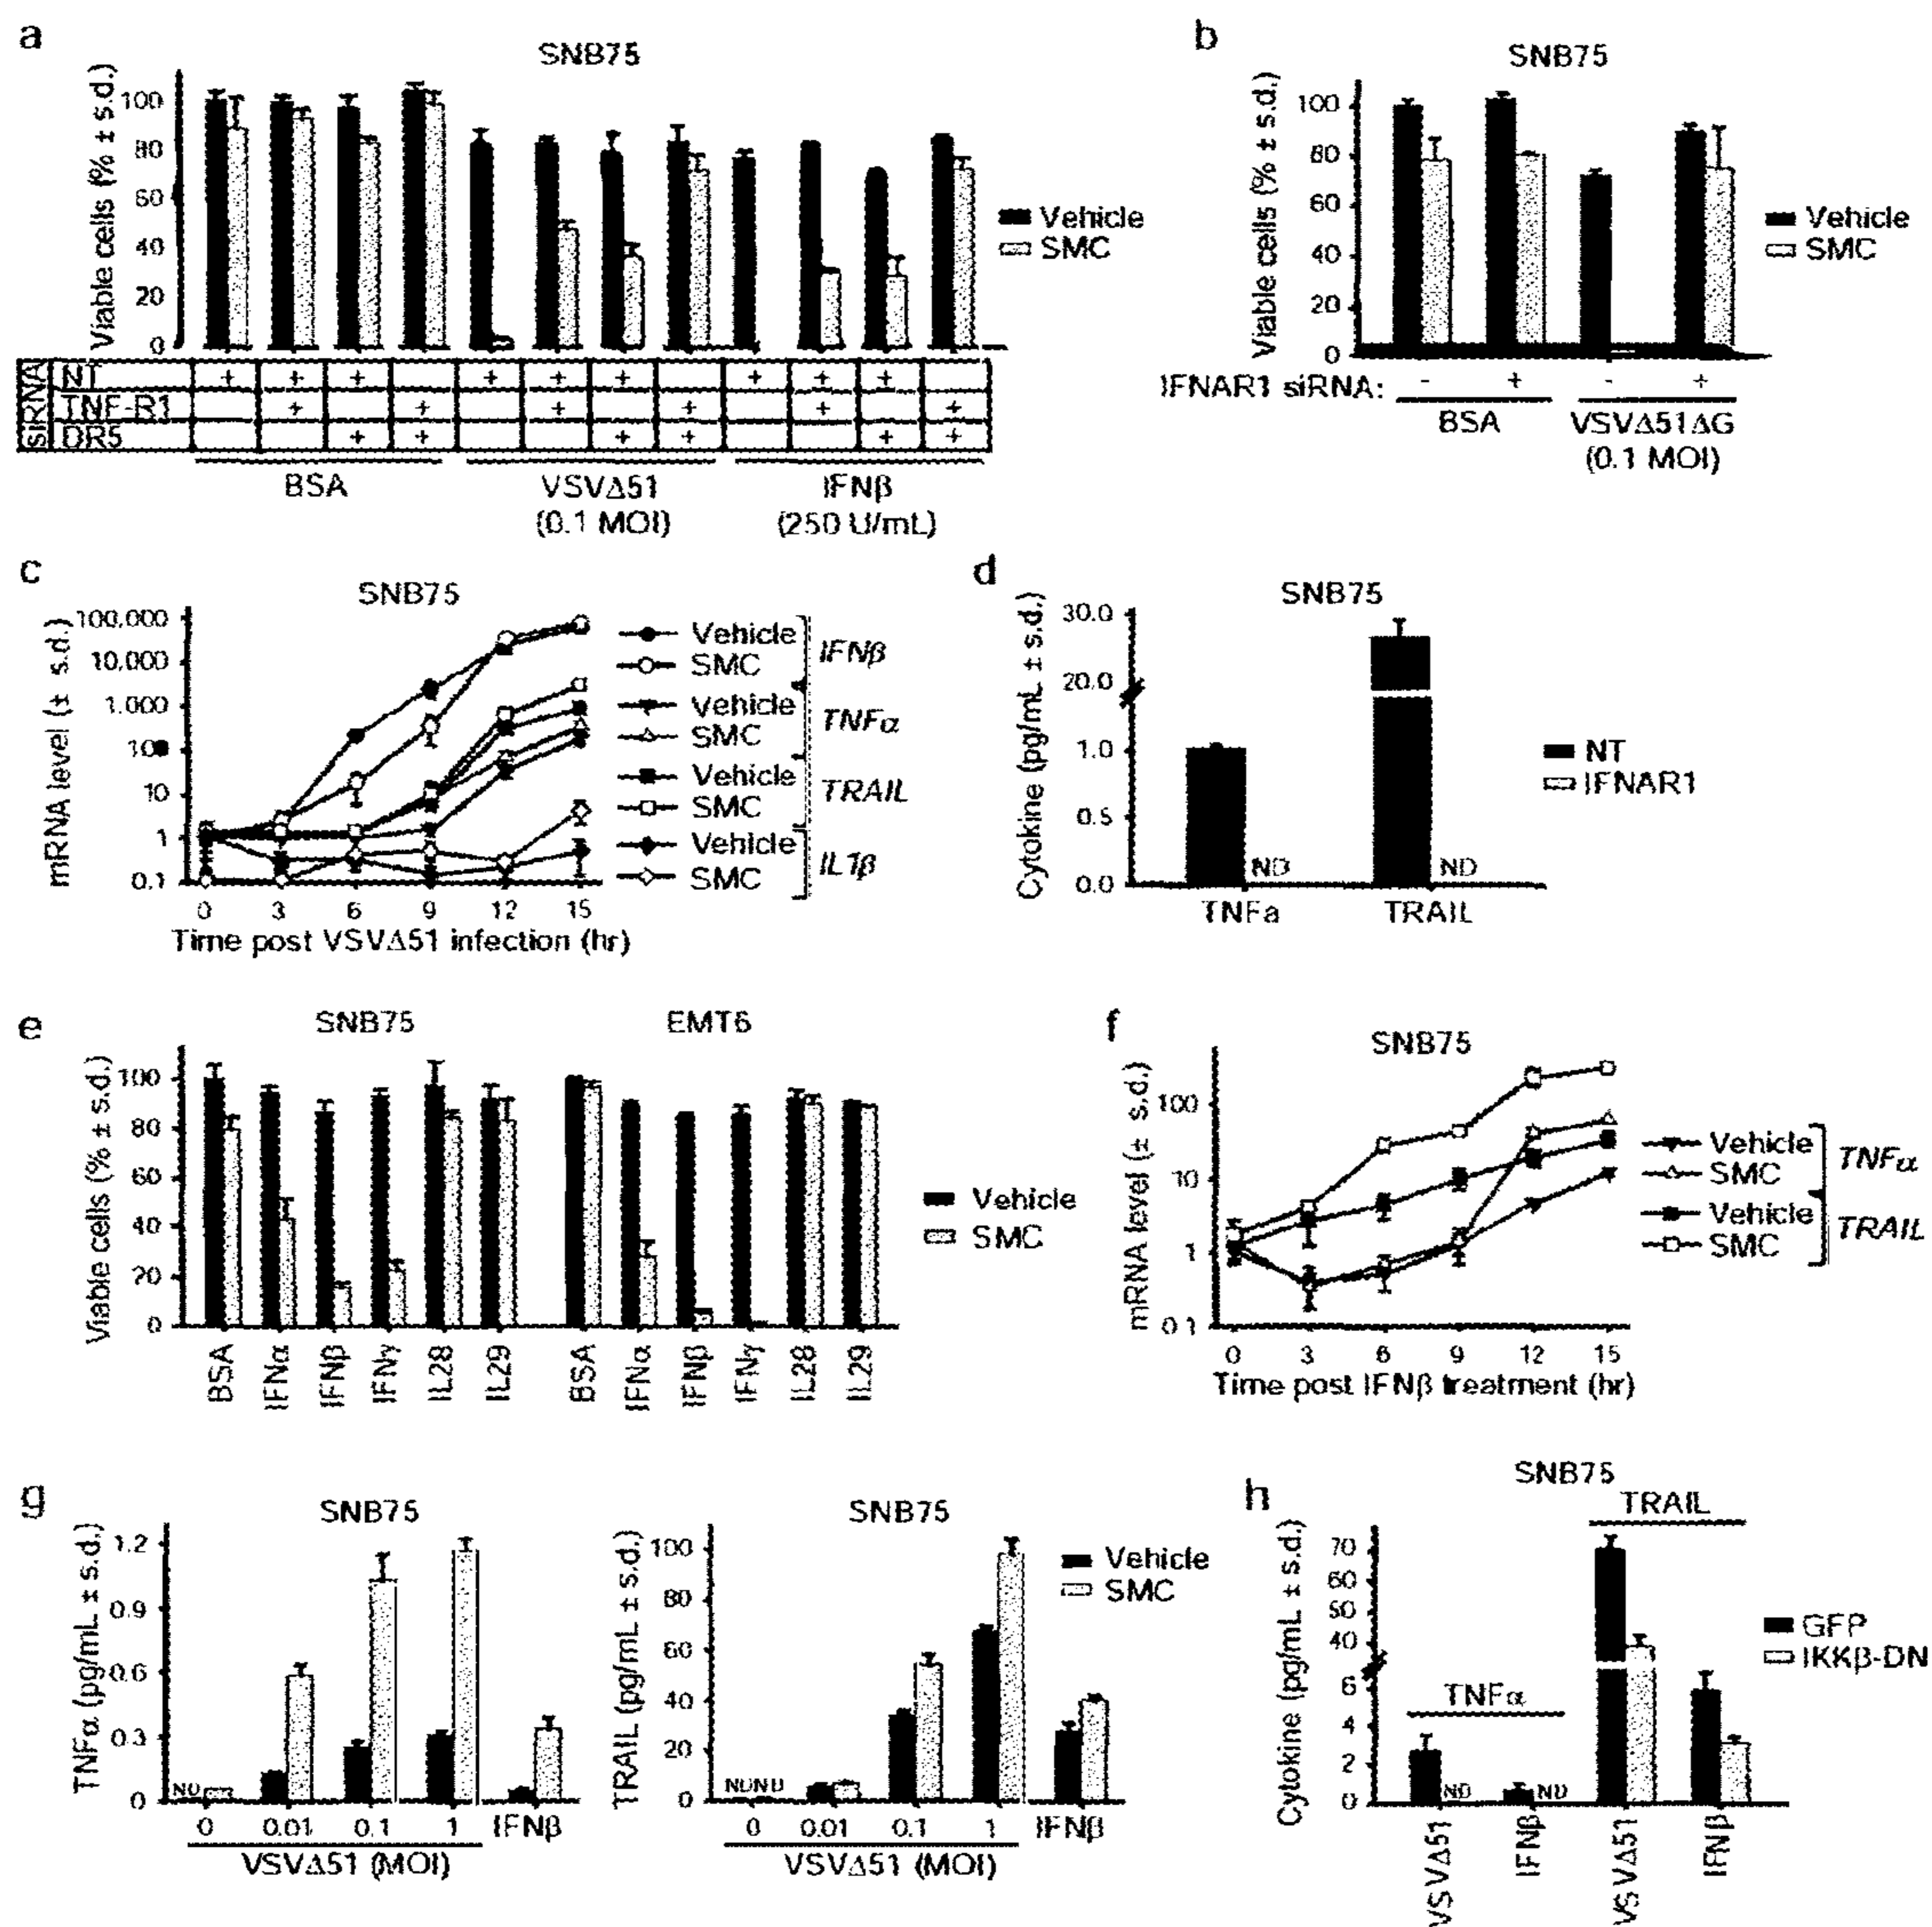 a
SNB75
Viable cells (% ± s.d.)
100
80
60
40
20
0
Vehicle
SMC
siRNA
NT + + + + + + + + +
TNF-R1 + + + + + +
DR5 + + + + + +
BSA VSVΔ51 IFNβ
(0.1 MOI) (250 U/mL)
b
SNB75
Viable cells (% ± s.d.)
100
80
60
40
20
0
Vehicle
SMC
IFNAR1 siRNA: - + - +
BSA VSVΔ51ΔG
(0.1 MOI)
c
SNB75
mRNA level (± s.d.)
100,000
10,000
1,000
100
10
1
0.1
0 3 6 9 12 15
Time post VSVΔ51 infection (hr)
Vehicle
SMC
IFNβ
Vehicle
SMC
TNFα
Vehicle
SMC
TRAIL
Vehicle
SMC
IL1β
d
SNB75
Cytokine (pg/mL ± s.d.)
30.0
20.0
1.0
0.5
0.0
ND ND
TNFa TRAIL
NT
IFNAR1
e
SNB75 EMT6
Viable cells (% ± s.d.)
100
80
60
40
20
0
BSA IFNα IFNβ IFNγ IL28 IL29 BSA IFNα IFNβ IFNγ IL28 IL29
Vehicle
SMC
f
SNB75
mRNA level (± s.d.)
100
10
1
0.1
0 3 6 9 12 15
Time post IFNβ treatment (hr)
Vehicle
SMC
TNFα
Vehicle
SMC
TRAIL
g
SNB75
TNFα (pg/mL ± s.d.)
1.2
0.9
0.6
0.3
0
ND
0 0.01 0.1 1 IFNβ
VSVΔ51 (MOI)
SNB75
TRAIL (pg/mL ± s.d.)
100
80
60
40
20
0
ND ND
0 0.01 0.1 1 IFNβ
VSVΔ51 (MOI)
Vehicle
SMC
h
SNB75
TRAIL
Cytokine (pg/mL ± s.d.)
70
60
50
40
6
4
2
0
TNFα
ND ND
VSVΔ51 IFNβ VSVΔ51 IFNβ
GFP
IKKβ-DN